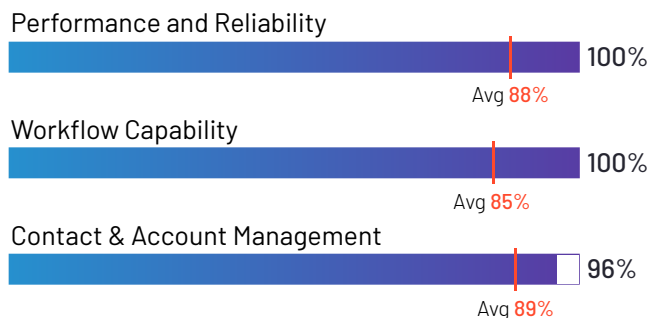 Performance and Reliability
100%
Avg 88%
Workflow Capability
100%
Avg 85%
Contact & Account Management
96%
Avg 89%